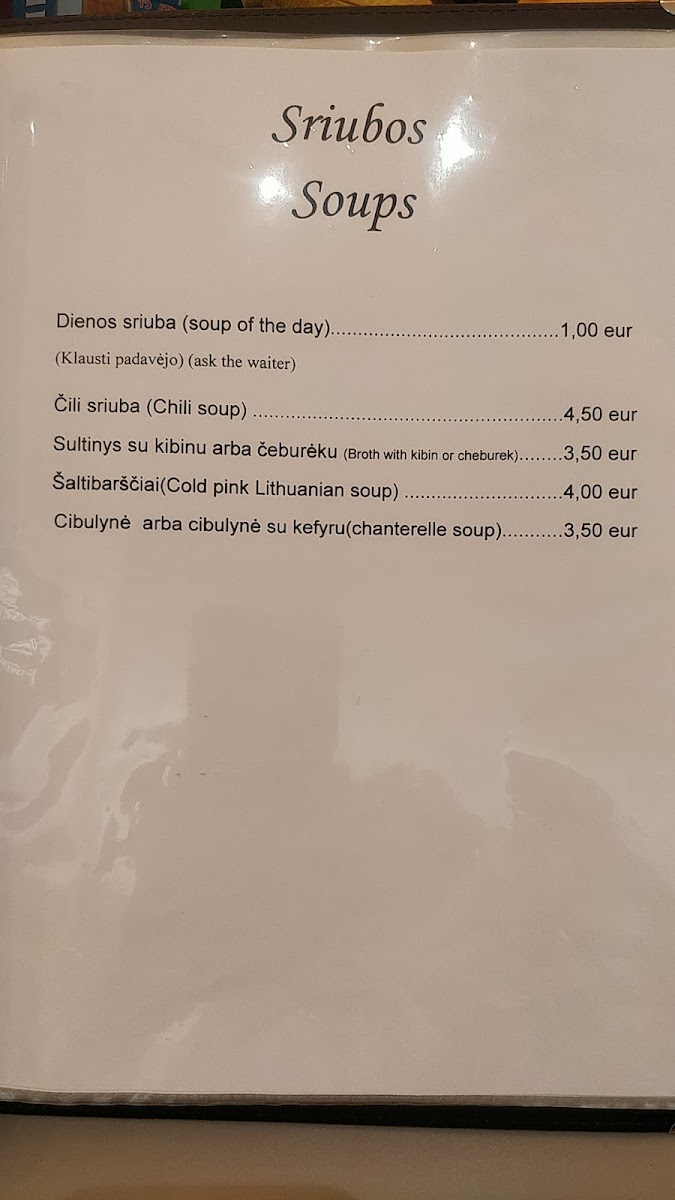 Sriubos
Soups
Dienos sriuba (soup of the day)..........................................1,00 eur
(Klausti padavėjo) (ask the waiter)
Čili sriuba (Chili soup) .........................................................4,50 eur
Sultinys su kibinu arba čeburėku (Broth with kibin or cheburek)........3,50 eur
Šaltibarščiai(Cold pink Lithuanian soup) .............................4,00 eur
Cibulynė arba cibulynė su kefyru(chanterelle soup)...........3,50 eur